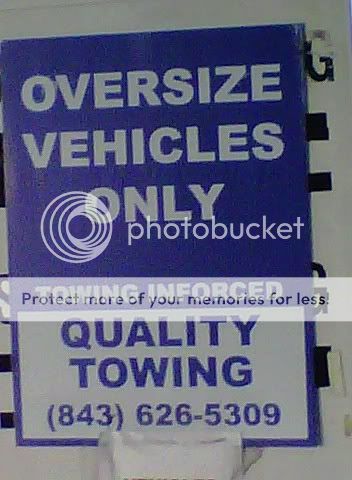 OVERSIZE
VEHICLES
ONLY
photobucket
TOWING INFORCED
Protect more of your memories for less!
QUALITY
TOWING
(843) 626-5309